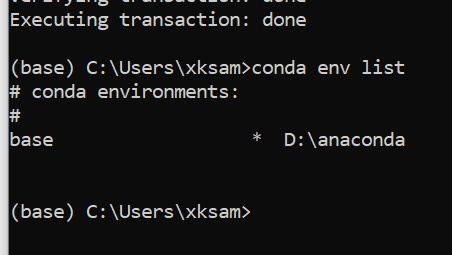 Executing transaction: done
(base) C:\Users\xksam>conda env list
# conda environments:
#
base                  *  D:\anaconda
(base) C:\Users\xksam>